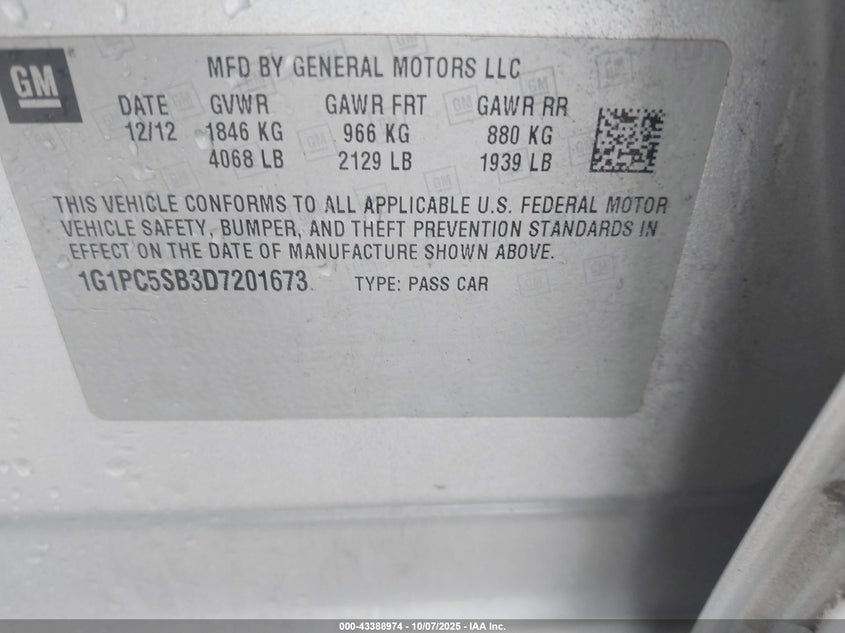 GM
MFD BY GENERAL MOTORS LLC
DATE GVWR GAWR FRT GAWR RR
12/12 1846 KG 966 KG 880 KG
4068 LB 2129 LB 1939 LB
THIS VEHICLE CONFORMS TO ALL APPLICABLE U.S. FEDERAL MOTOR
VEHICLE SAFETY, BUMPER, AND THEFT PREVENTION STANDARDS IN
EFFECT ON THE DATE OF MANUFACTURE SHOWN ABOVE.
1G1PC5SB3D7201673 TYPE: PASS CAR
000-43388974 - 10/07/2025 - IAA Inc.